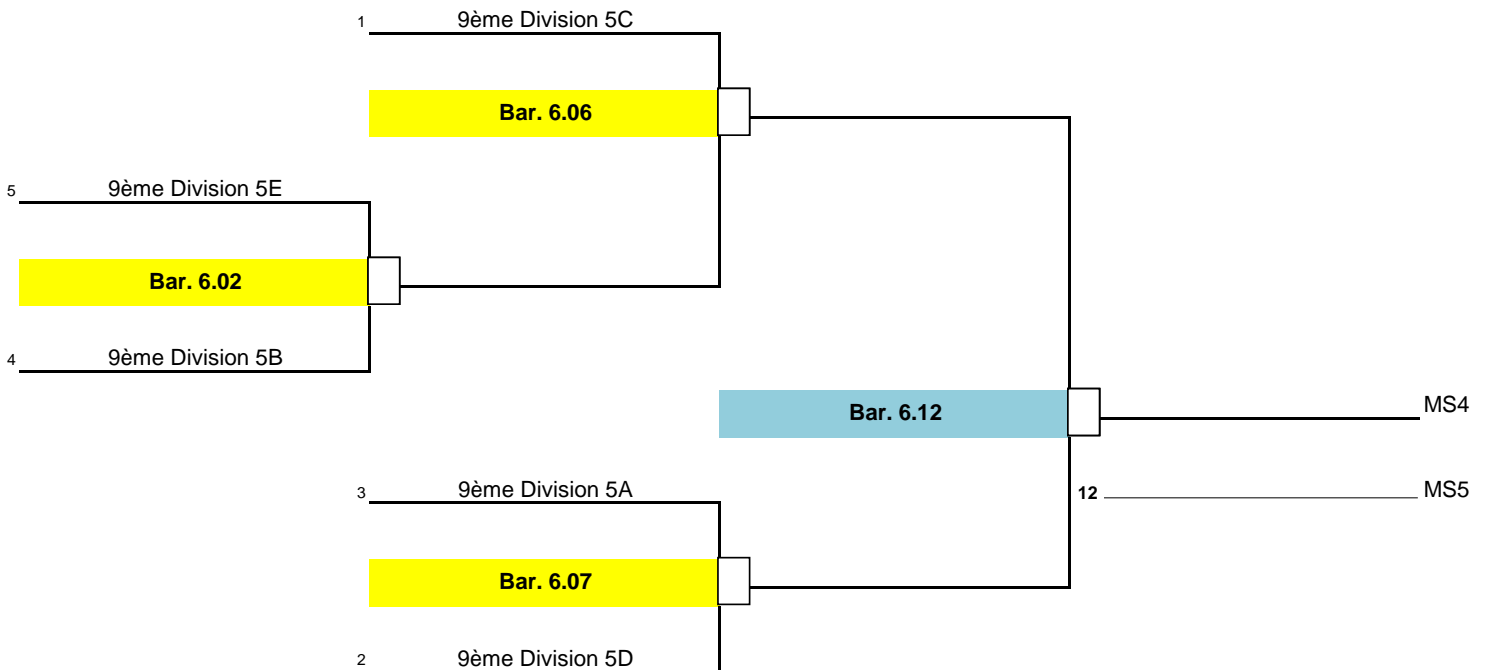 1 9ème Division 5C
Bar. 6.06
5 9ème Division 5E
Bar. 6.02
4 9ème Division 5B
Bar. 6.12 MS4
3 9ème Division 5A
12 MS5
Bar. 6.07
2 9ème Division 5D